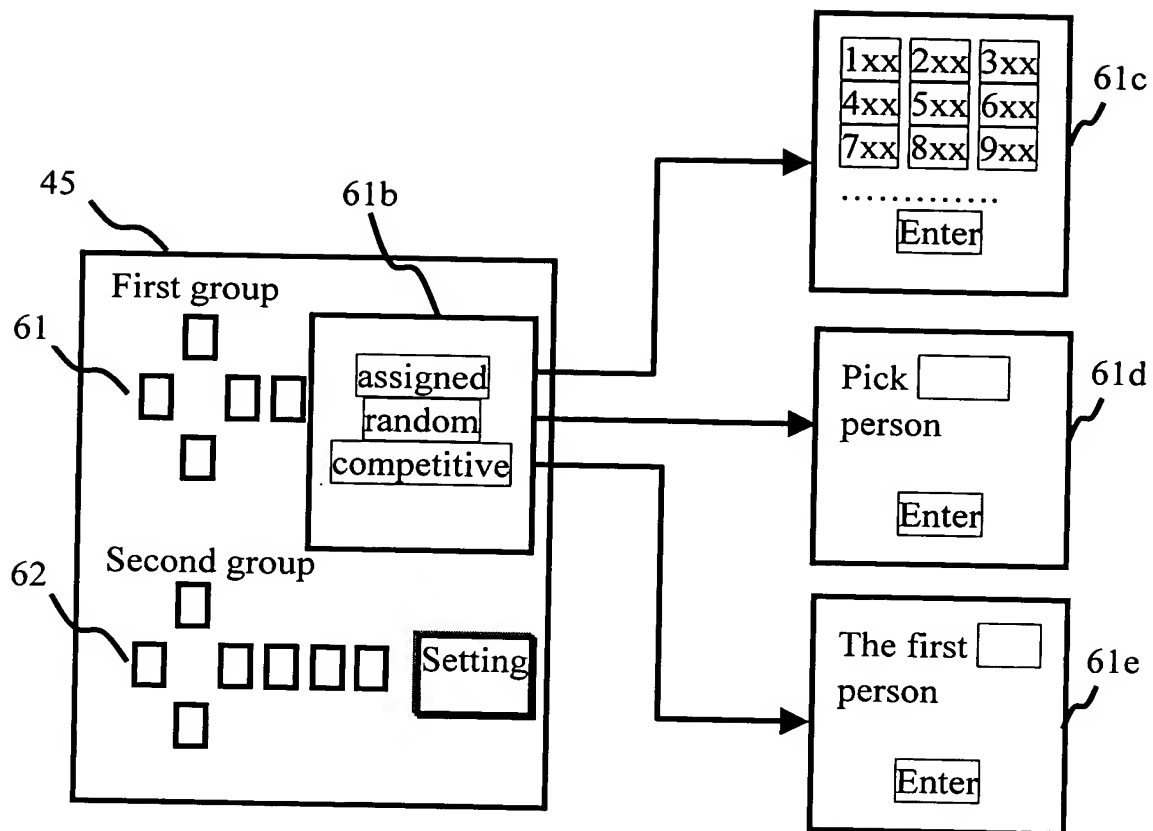 45
First group
61
61b
assigned
random
competitive
Second group
62
Setting
1xx 2xx 3xx
4xx 5xx 6xx
7xx 8xx 9xx
..............
Enter
61c
Pick
person
Enter
61d
The first
person
Enter
61e